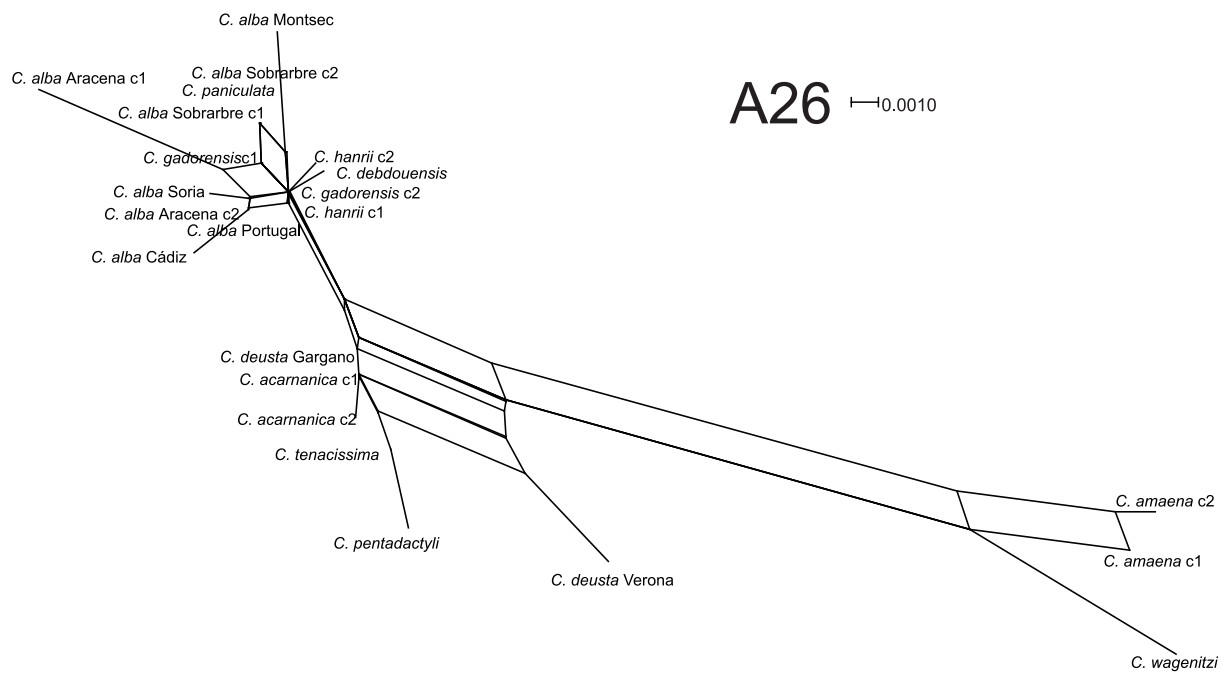 C. alba Montsec
C. alba Aracena c1
C. alba Sobrarbre c2
C. paniculata
C. alba Sobrarbre c1
A26
0.0010
C. gadorensisc1
C. hanrii c2
C. debdouensis
C. alba Soria
C. gadorensis c2
C. alba Aracena c2
C. hanrii c1
C. alba Portugal
C. alba Cádiz
C. deusta Gargano
C. acarnanica c1
C. acarnanica c2
C. tenacissima
C. amaena c2
C. pentadactyli
C. amaena c1
C. deusta Verona
C. wagenitzi